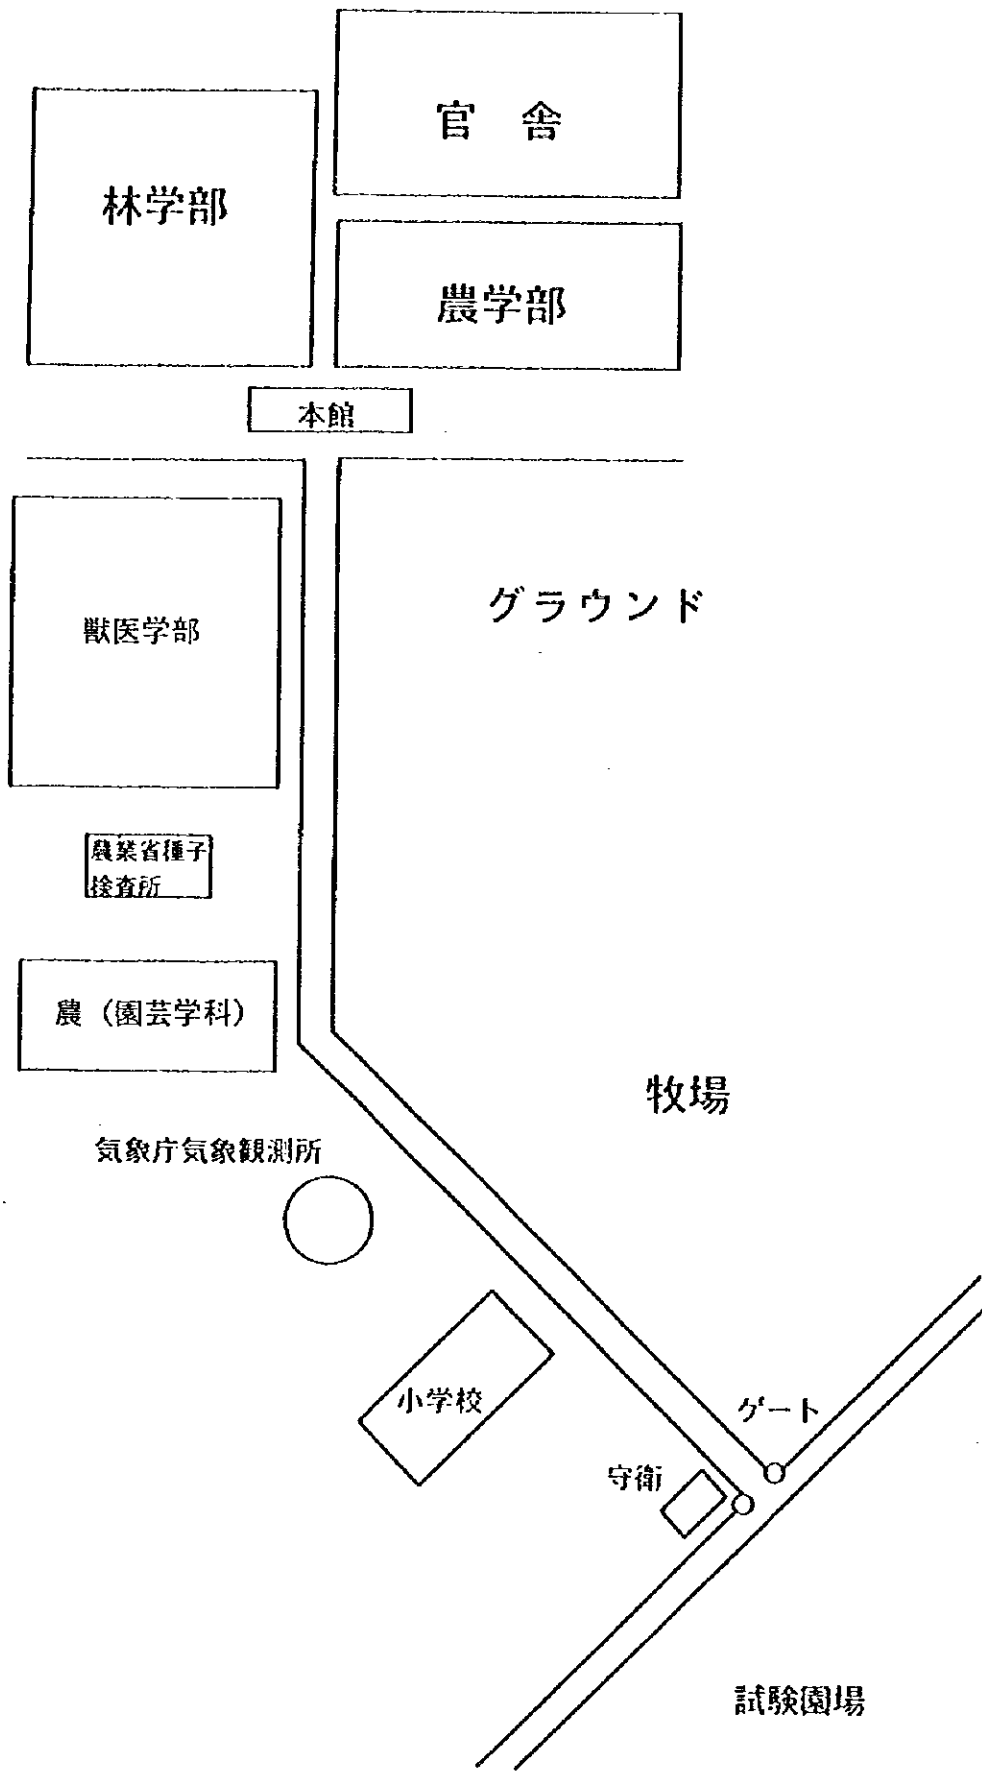 官 舎
林学部
農学部
本館
グラウンド
獣医学部
農業省種子
検査所
農（園芸学科）
牧場
気象庁気象観測所
小学校
ゲート
守衛
試験園場